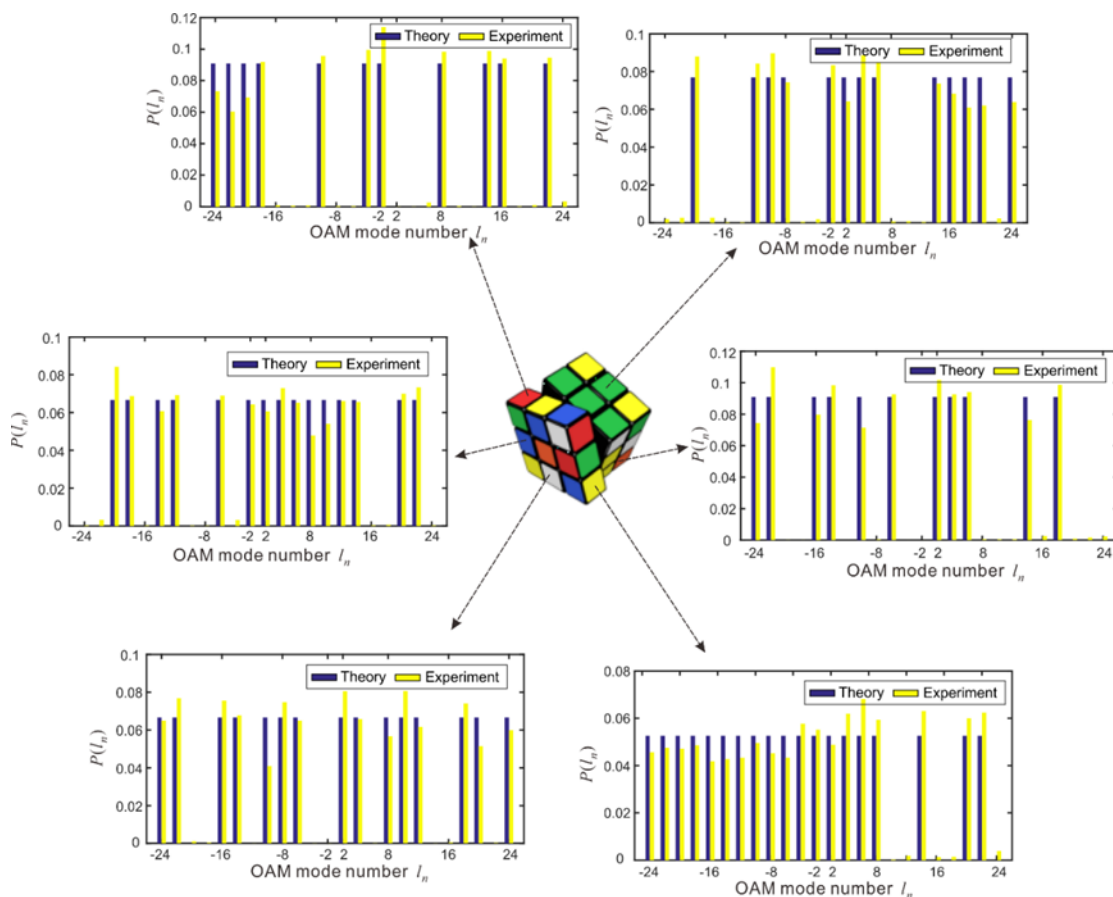 0.12
0.1
0.08
0.06
0.04
0.02
0
P(l_n)
Theory Experiment
-24 -16 -8 -2 2 8 16 24
OAM mode number l_n
0.1
0.08
0.06
0.04
0.02
0
P(l_n)
Theory Experiment
-24 -16 -8 -2 2 8 16 24
OAM mode number l_n
0.1
0.08
0.06
0.04
0.02
0
P(l_n)
Theory Experiment
-24 -16 -8 -2 2 8 16 24
OAM mode number l_n
0.12
0.1
0.08
0.06
0.04
0.02
0
P(l_n)
Theory Experiment
-24 -16 -8 -2 2 8 16 24
OAM mode number l_n
0.1
0.08
0.06
0.04
0.02
0
P(l_n)
Theory Experiment
-24 -16 -8 -2 2 8 16 24
OAM mode number l_n
0.08
0.06
0.04
0.02
0
P(l_n)
Theory Experiment
-24 -16 -8 -2 2 8 16 24
OAM mode number l_n